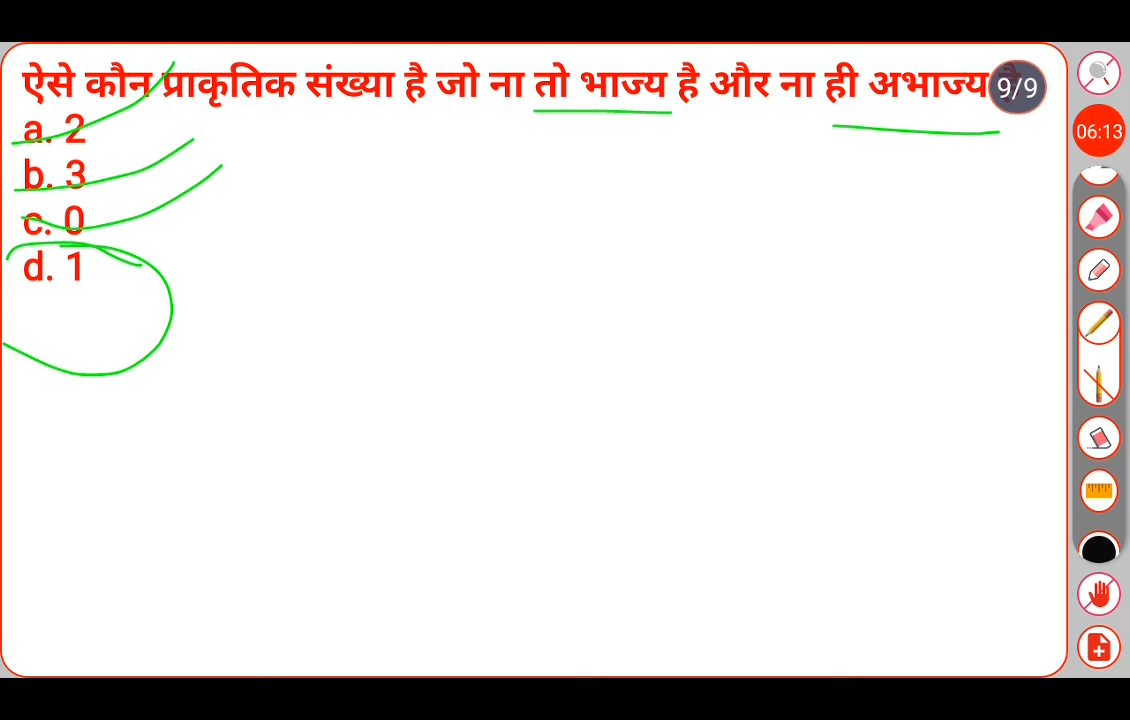 ऐसे कौन प्राकृतिक संख्या है जो ना तो भाज्य है और ना ही अभाज्य है
9/9
a. 2
06:13
b. 3
c. 0
d. 1